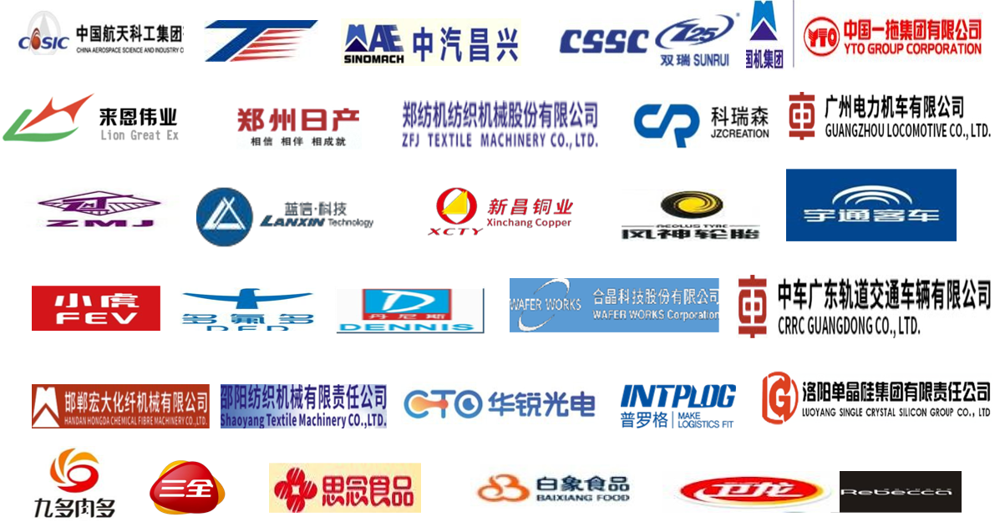 CASIC
中国航天科工集团
CHINA AEROSPACE SCIENCE AND INDUSTRY C
SINOMACH
中汽昌兴
CSSC
725
双瑞 SUNRUI
国机集团
YTO
中国一拖集团有限公司
YTO GROUP CORPORATION
来恩伟业
Lion Great Ex
郑州日产
相信 相伴 相成就
郑纺机纺织机械股份有限公司
ZFJ TEXTILE MACHINERY CO., LTD.
科瑞森
JZCREATION
广州电力机车有限公司
GUANGZHOU LOCOMOTIVE CO., LTD.
ZMJ
蓝信·科技
LANXIN Technology
XCTY
新昌铜业
Xinchang Copper
AEOLUS TYRE
风神轮胎
宇通客车
小虎
FEV
多氟多
DFD
D
丹尼斯
DENNIS
WAFER WORKS
合晶科技股份有限公司
WAFER WORKS Corporation
中车广东轨道交通车辆有限公司
CRRC GUANGDONG CO., LTD.
邯郸宏大化纤机械有限公司
HANDAN HONGDA CHEMICAL FIBRE MACHINERY CO.,LTD.
邵阳纺织机械有限责任公司
Shaoyang Textile Machinery CO.,LTD.
CTO 华锐光电
INTPLOG
普罗格
MAKE
LOGISTICS FIT
洛阳单晶硅集团有限责任公司
LUOYANG SINGLE CRYSTAL SILICON GROUP CO., LTD
九多肉多
三全
思念食品
白象食品
BAIXIANG FOOD
卫龙
Rebecca